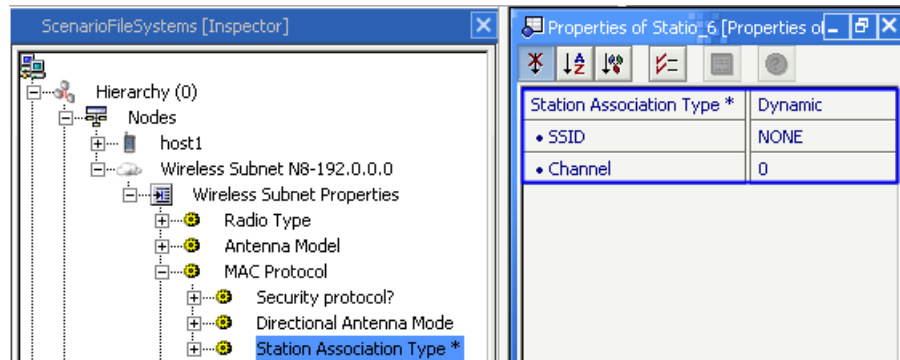 ScenarioFileSystems [Inspector]
Hierarchy (0)
Nodes
host1
Wireless Subnet N8-192.0.0.0
Wireless Subnet Properties
Radio Type
Antenna Model
MAC Protocol
Security protocol?
Directional Antenna Mode
Station Association Type *
Properties of Statio_6 [Properties of
Station Association Type * Dynamic
• SSID NONE
• Channel 0